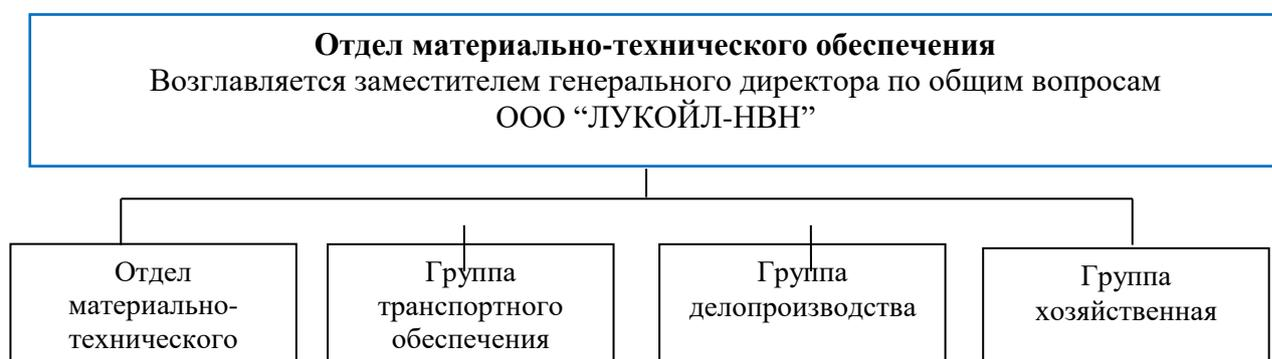 Отдел материально-технического обеспечения
Возглавляется заместителем генерального директора по общим вопросам
ООО “ЛУКОЙЛ-НВН”
Отдел
материально-
технического
Группа
транспортного
обеспечения
Группа
делопроизводства
Группа
хозяйственная